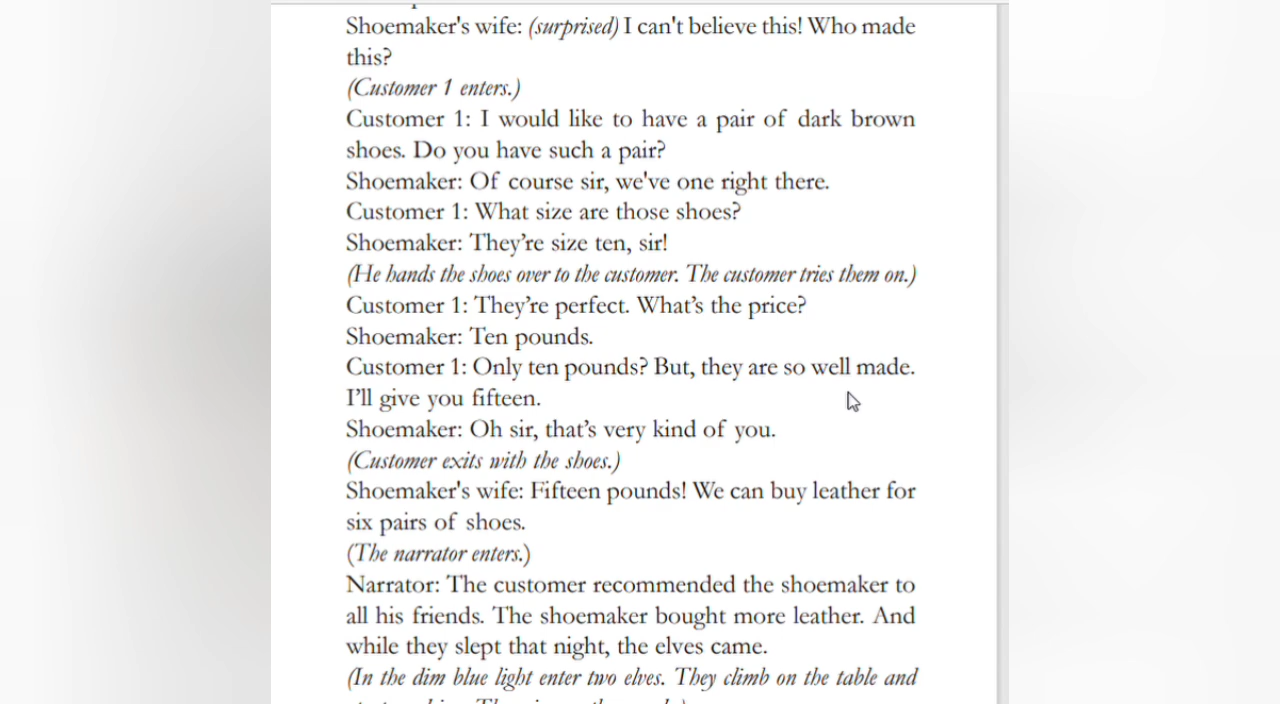 Shoemaker's wife: (surprised) I can't believe this! Who made
this?
(Customer 1 enters.)
Customer 1: I would like to have a pair of dark brown
shoes. Do you have such a pair?
Shoemaker: Of course sir, we've one right there.
Customer 1: What size are those shoes?
Shoemaker: They’re size ten, sir!
(He hands the shoes over to the customer. The customer tries them on.)
Customer 1: They’re perfect. What’s the price?
Shoemaker: Ten pounds.
Customer 1: Only ten pounds? But, they are so well made.
I’ll give you fifteen.
Shoemaker: Oh sir, that’s very kind of you.
(Customer exits with the shoes.)
Shoemaker's wife: Fifteen pounds! We can buy leather for
six pairs of shoes.
(The narrator enters.)
Narrator: The customer recommended the shoemaker to
all his friends. The shoemaker bought more leather. And
while they slept that night, the elves came.
(In the dim blue light enter two elves. They climb on the table and